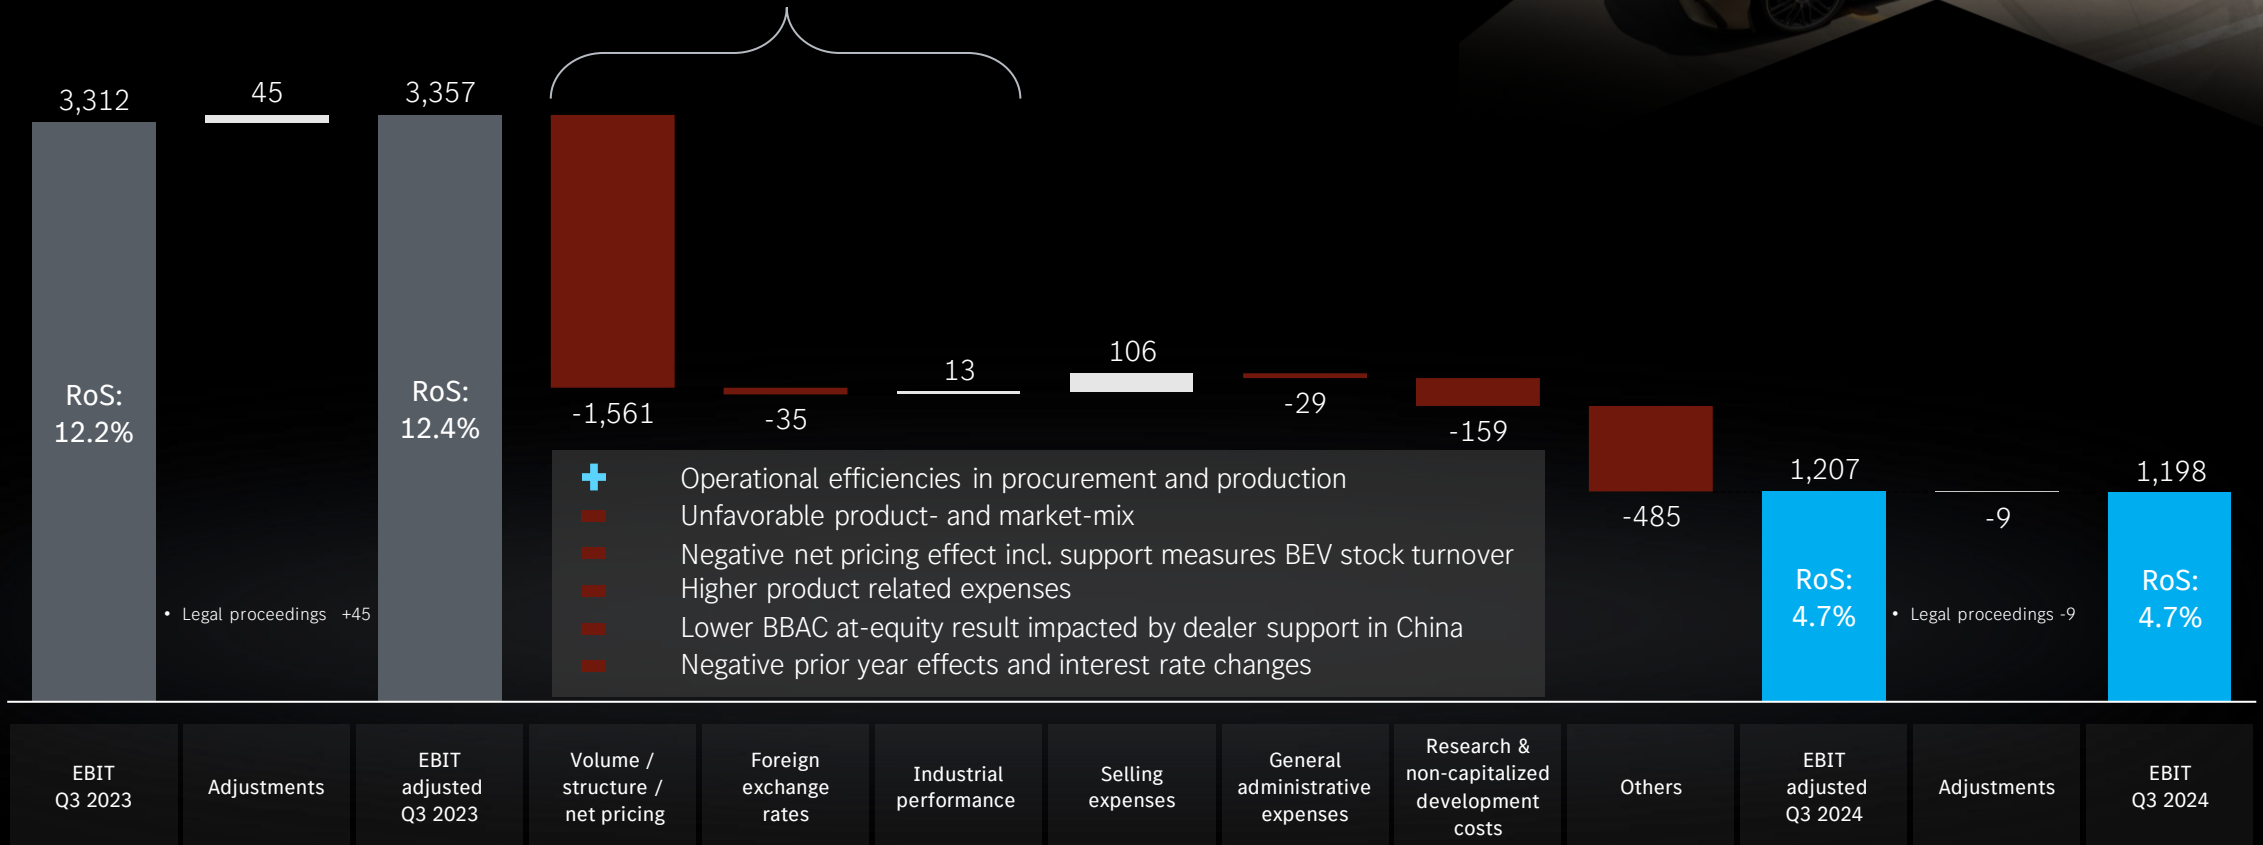 3,312
45
3,357
-1,561
-35
13
106
-29
-159
-485
1,207
-9
1,198
RoS:
12.2%
RoS:
12.4%
RoS:
4.7%
RoS:
4.7%
• Legal proceedings +45
• Legal proceedings -9
Operational efficiencies in procurement and production
Unfavorable product- and market-mix
Negative net pricing effect incl. support measures BEV stock turnover
Higher product related expenses
Lower BBAC at-equity result impacted by dealer support in China
Negative prior year effects and interest rate changes
EBIT
Q3 2023
Adjustments
EBIT
adjusted
Q3 2023
Volume /
structure /
net pricing
Foreign
exchange
rates
Industrial
performance
Selling
expenses
General
administrative
expenses
Research &
non-capitalized
development
costs
Others
EBIT
adjusted
Q3 2024
Adjustments
EBIT
Q3 2024